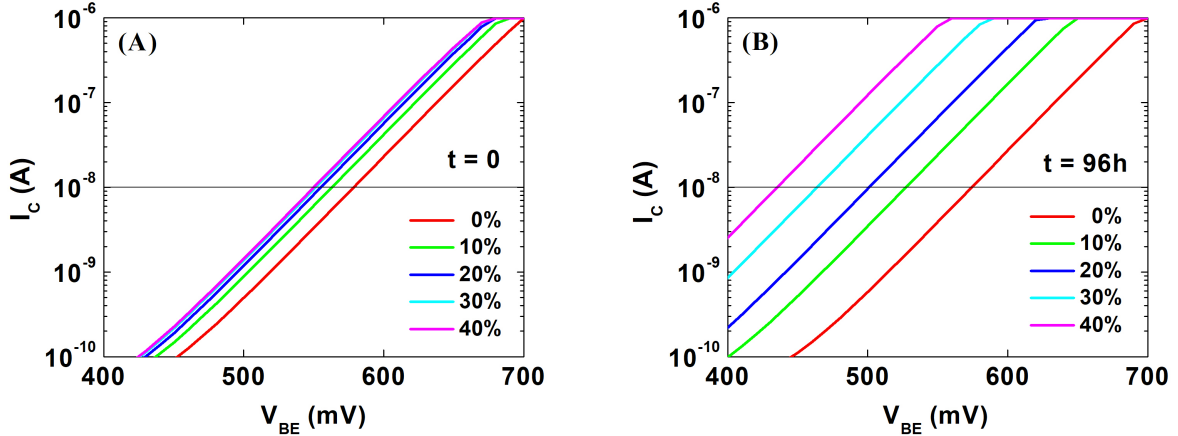 (A)
I_C (A)
10^-6
10^-7
10^-8
10^-9
10^-10
t = 0
0%
10%
20%
30%
40%
400 500 600 700
V_BE (mV)
(B)
I_C (A)
10^-6
10^-7
10^-8
10^-9
10^-10
t = 96h
0%
10%
20%
30%
40%
400 500 600 700
V_BE (mV)